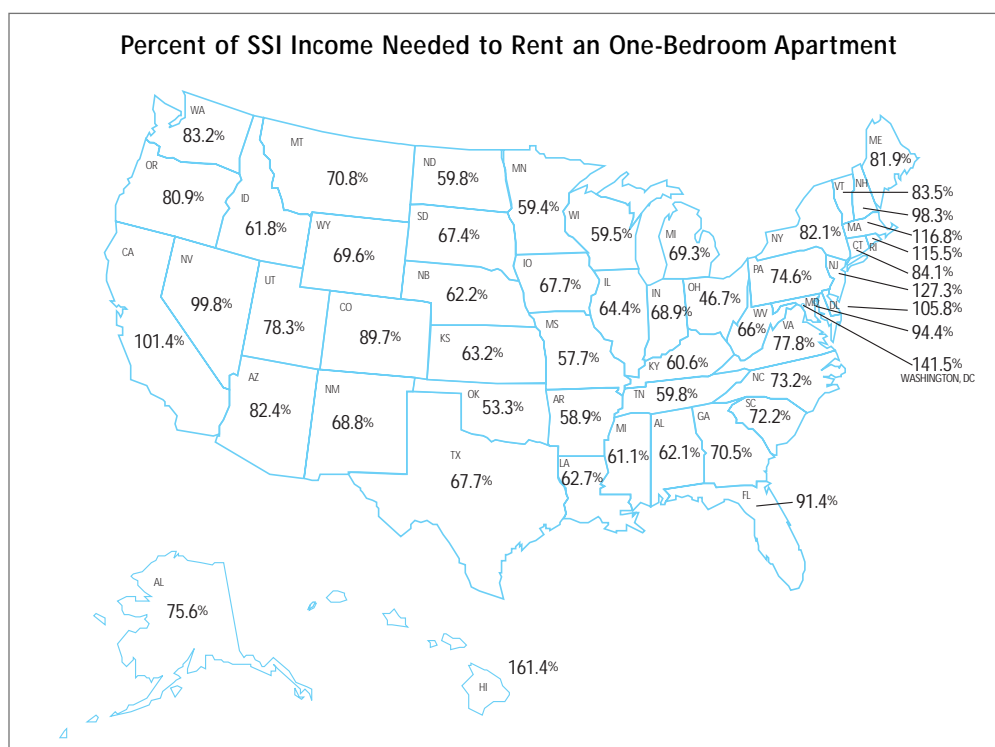 Percent of SSI Income Needed to Rent an One-Bedroom Apartment
WA
83.2%
OR
80.9%
CA
101.4%
NV
99.8%
ID
61.8%
MT
70.8%
WY
69.6%
UT
78.3%
CO
89.7%
AZ
82.4%
NM
68.8%
ND
59.8%
SD
67.4%
NB
62.2%
KS
63.2%
OK
53.3%
TX
67.7%
MN
59.4%
IO
67.7%
MS
57.7%
AR
58.9%
LA
62.7%
WI
59.5%
IL
64.4%
MI
69.3%
IN
68.9%
OH
46.7%
KY
60.6%
TN
59.8%
MI
61.1%
AL
62.1%
GA
70.5%
FL
91.4%
SC
72.2%
NC
73.2%
VA
77.8%
WV
66%
PA
74.6%
NY
82.1%
ME
81.9%
VT
83.5%
NH
98.3%
MA
116.8%
RI
115.5%
CT
84.1%
NJ
127.3%
DL
105.8%
MD
94.4%
141.5%
WASHINGTON, DC
AL
75.6%
HI
161.4%